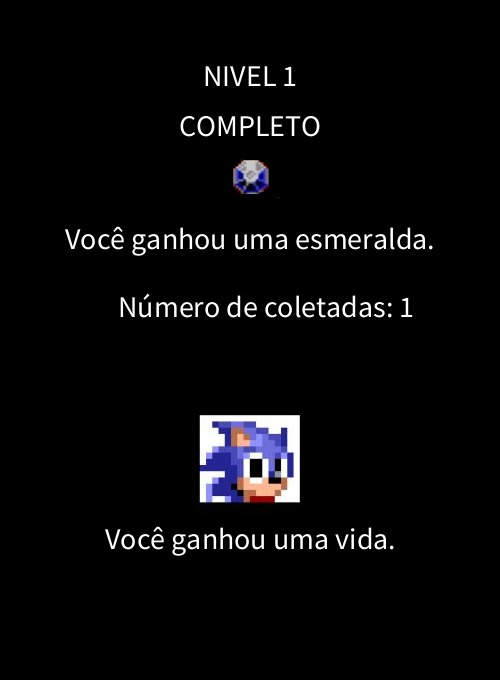 NIVEL 1
COMPLETO
Você ganhou uma esmeralda.
Número de coletadas: 1
Você ganhou uma vida.